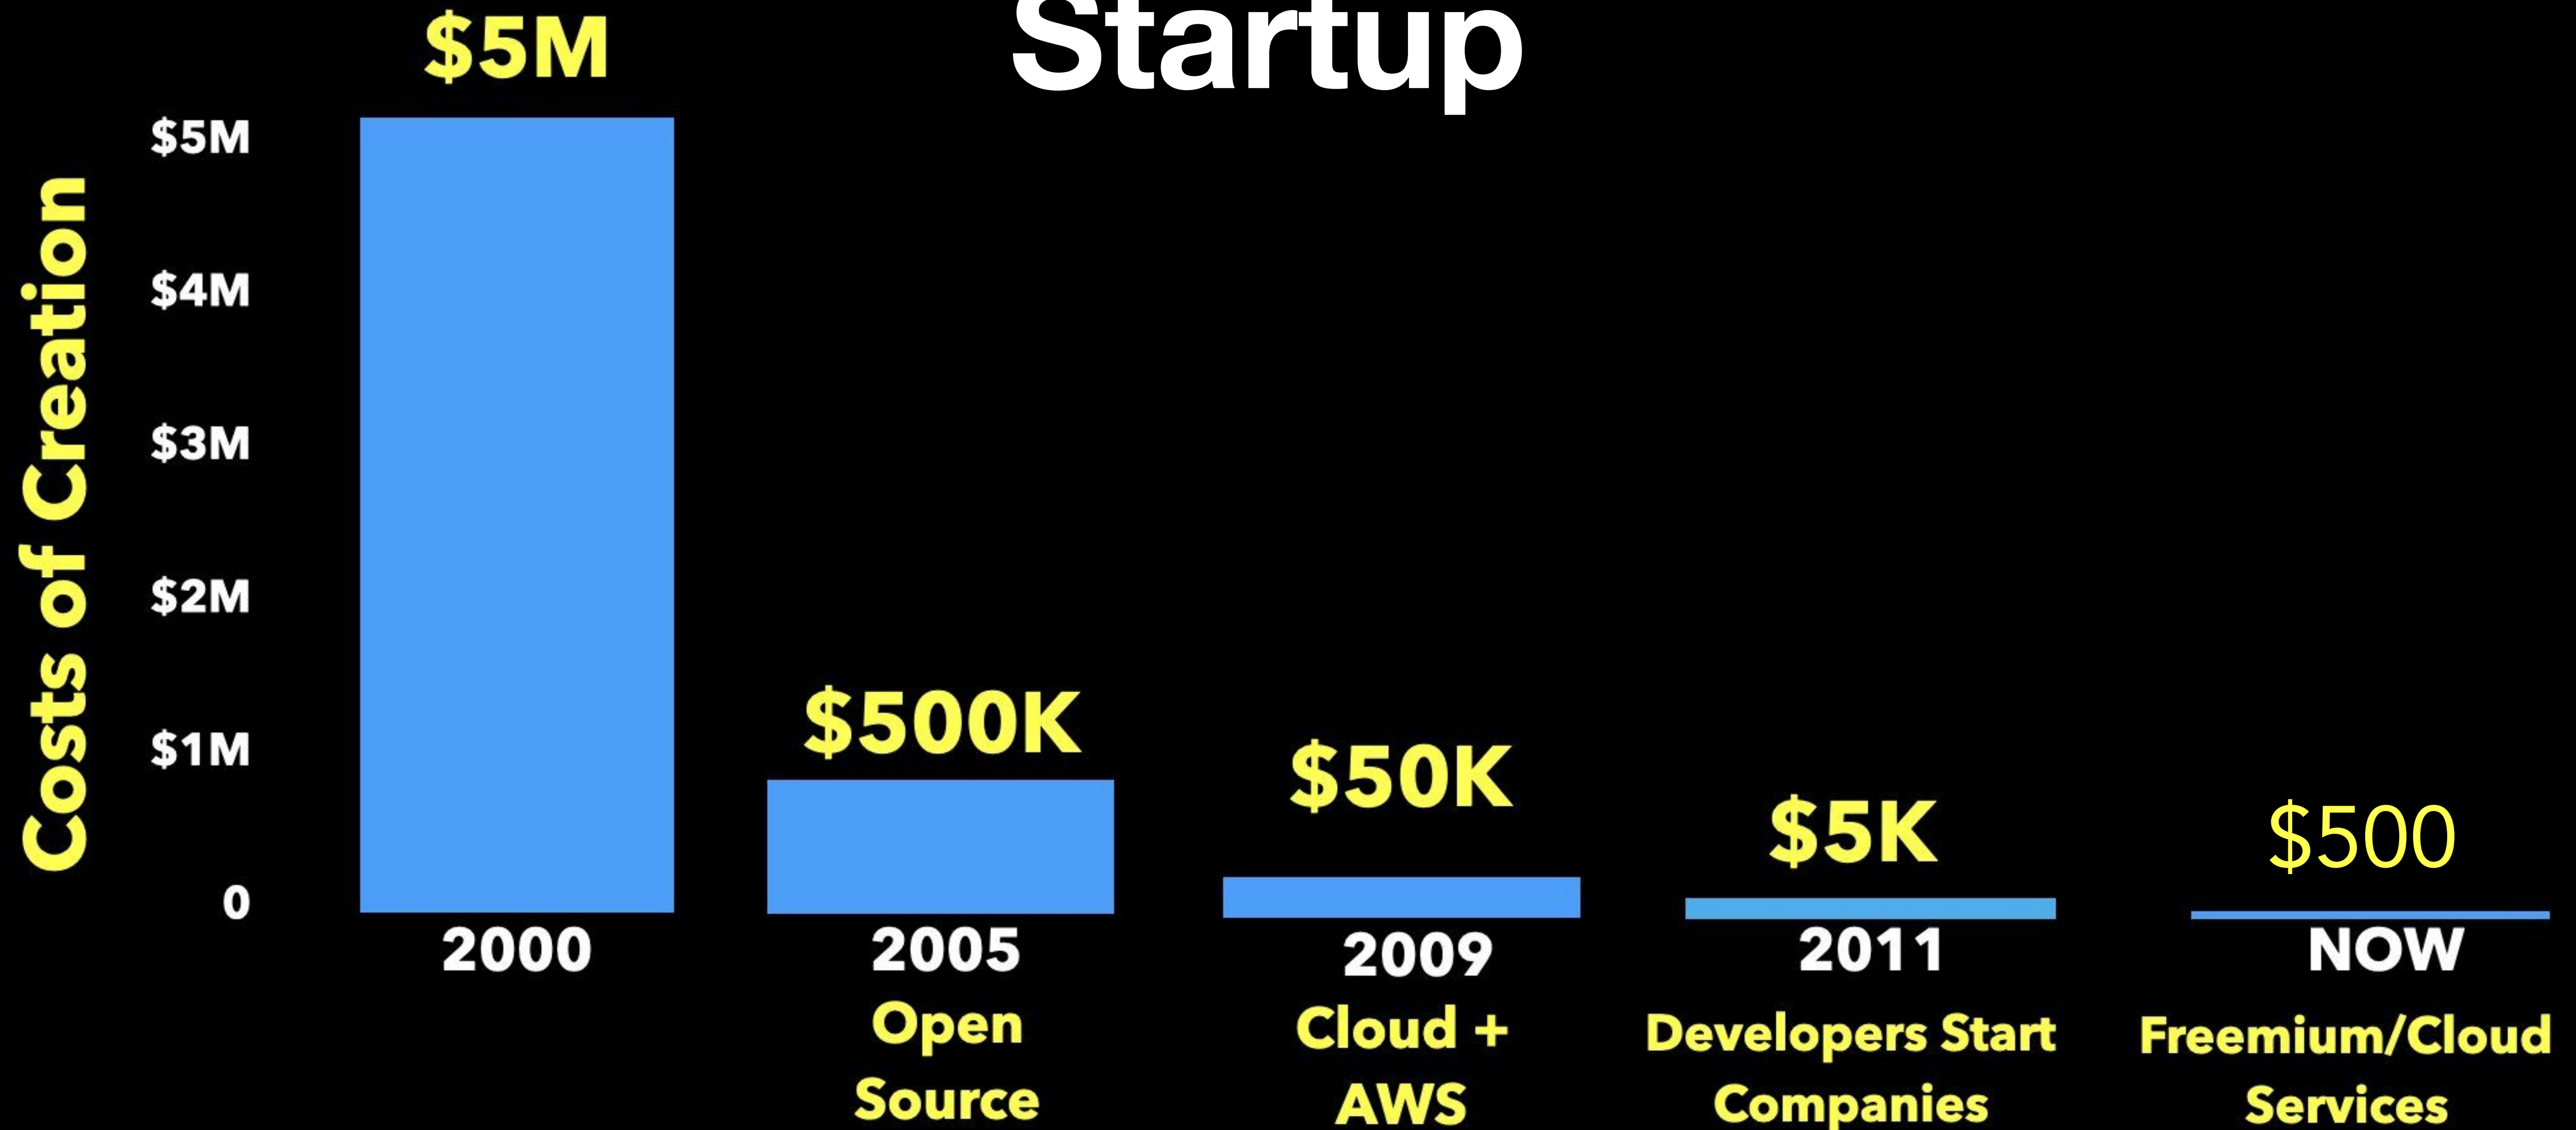 Startup
$5M
$5M
$4M
$3M
$2M
$1M
0
Costs of Creation
$500K
$50K
$5K
$500
2000
2005
2009
2011
NOW
Open
Source
Cloud +
AWS
Developers Start
Companies
Freemium/Cloud
Services